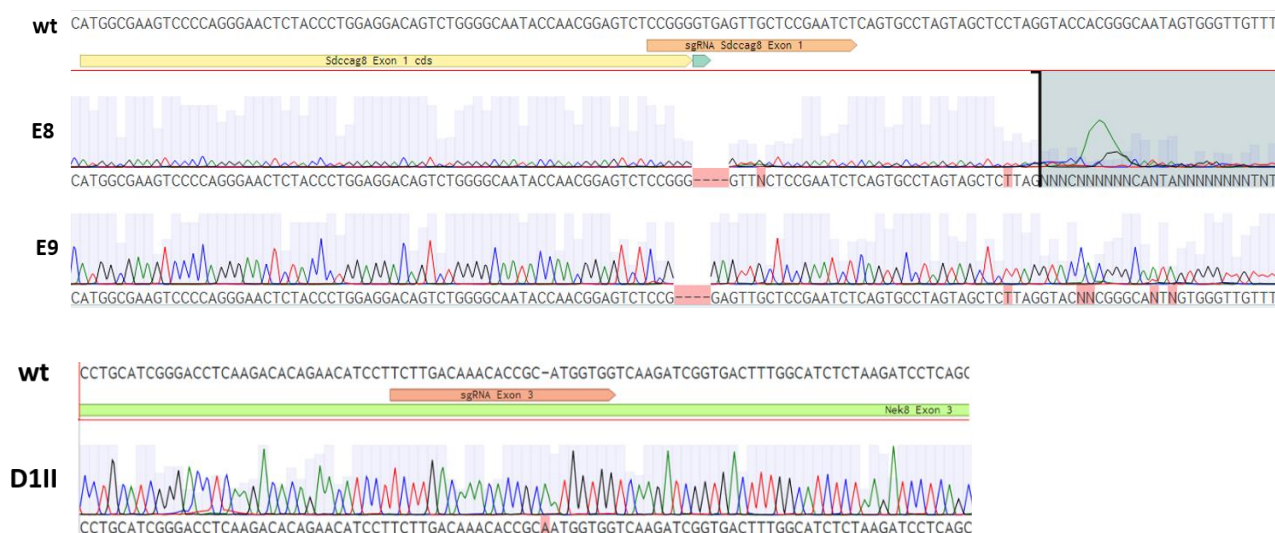 wt CATGGCGAAGTCCCCAGGGAACTCTACCCTGGAGGACAGTCTGGGGCAATACCAACGGAGTCTCCGGGGTGAGTTGCTCCGAATCTCAGTGCCTAGTAGCTCCTAGGTACCACGGGCAATAGTGGGTTGTTT
sgRNA Sdccag8 Exon 1
Sdccag8 Exon 1 cds
E8
CATGGCGAAGTCCCCAGGGAACTCTACCCTGGAGGACAGTCTGGGGCAATACCAACGGAGTCTCCGGG----GTTNCTCCGAATCTCAGTGCCTAGTAGCTCTTAGNNNCNNNNNNCANTANNNNNNNNNTNT
E9
CATGGCGAAGTCCCCAGGGAACTCTACCCTGGAGGACAGTCTGGGGCAATACCAACGGAGTCTCCG----GAGTTGCTCCGAATCTCAGTGCCTAGTAGCTCTTAGGTACNNCGGGCANTNGTGGGTTGTTT
wt CCTGCATCGGGACCTCAAGACACAGAACATCCTTCTTGACAAACACCGC-ATGGTGGTCAAGATCGGTGACTTTGGCATCTCTAAGATCCTCAGC
sgRNA Exon 3
Nek8 Exon 3
D1II
CCTGCATCGGGACCTCAAGACACAGAACATCCTTCTTGACAAACACCGCAATGGTGGTCAAGATCGGTGACTTTGGCATCTCTAAGATCCTCAGC